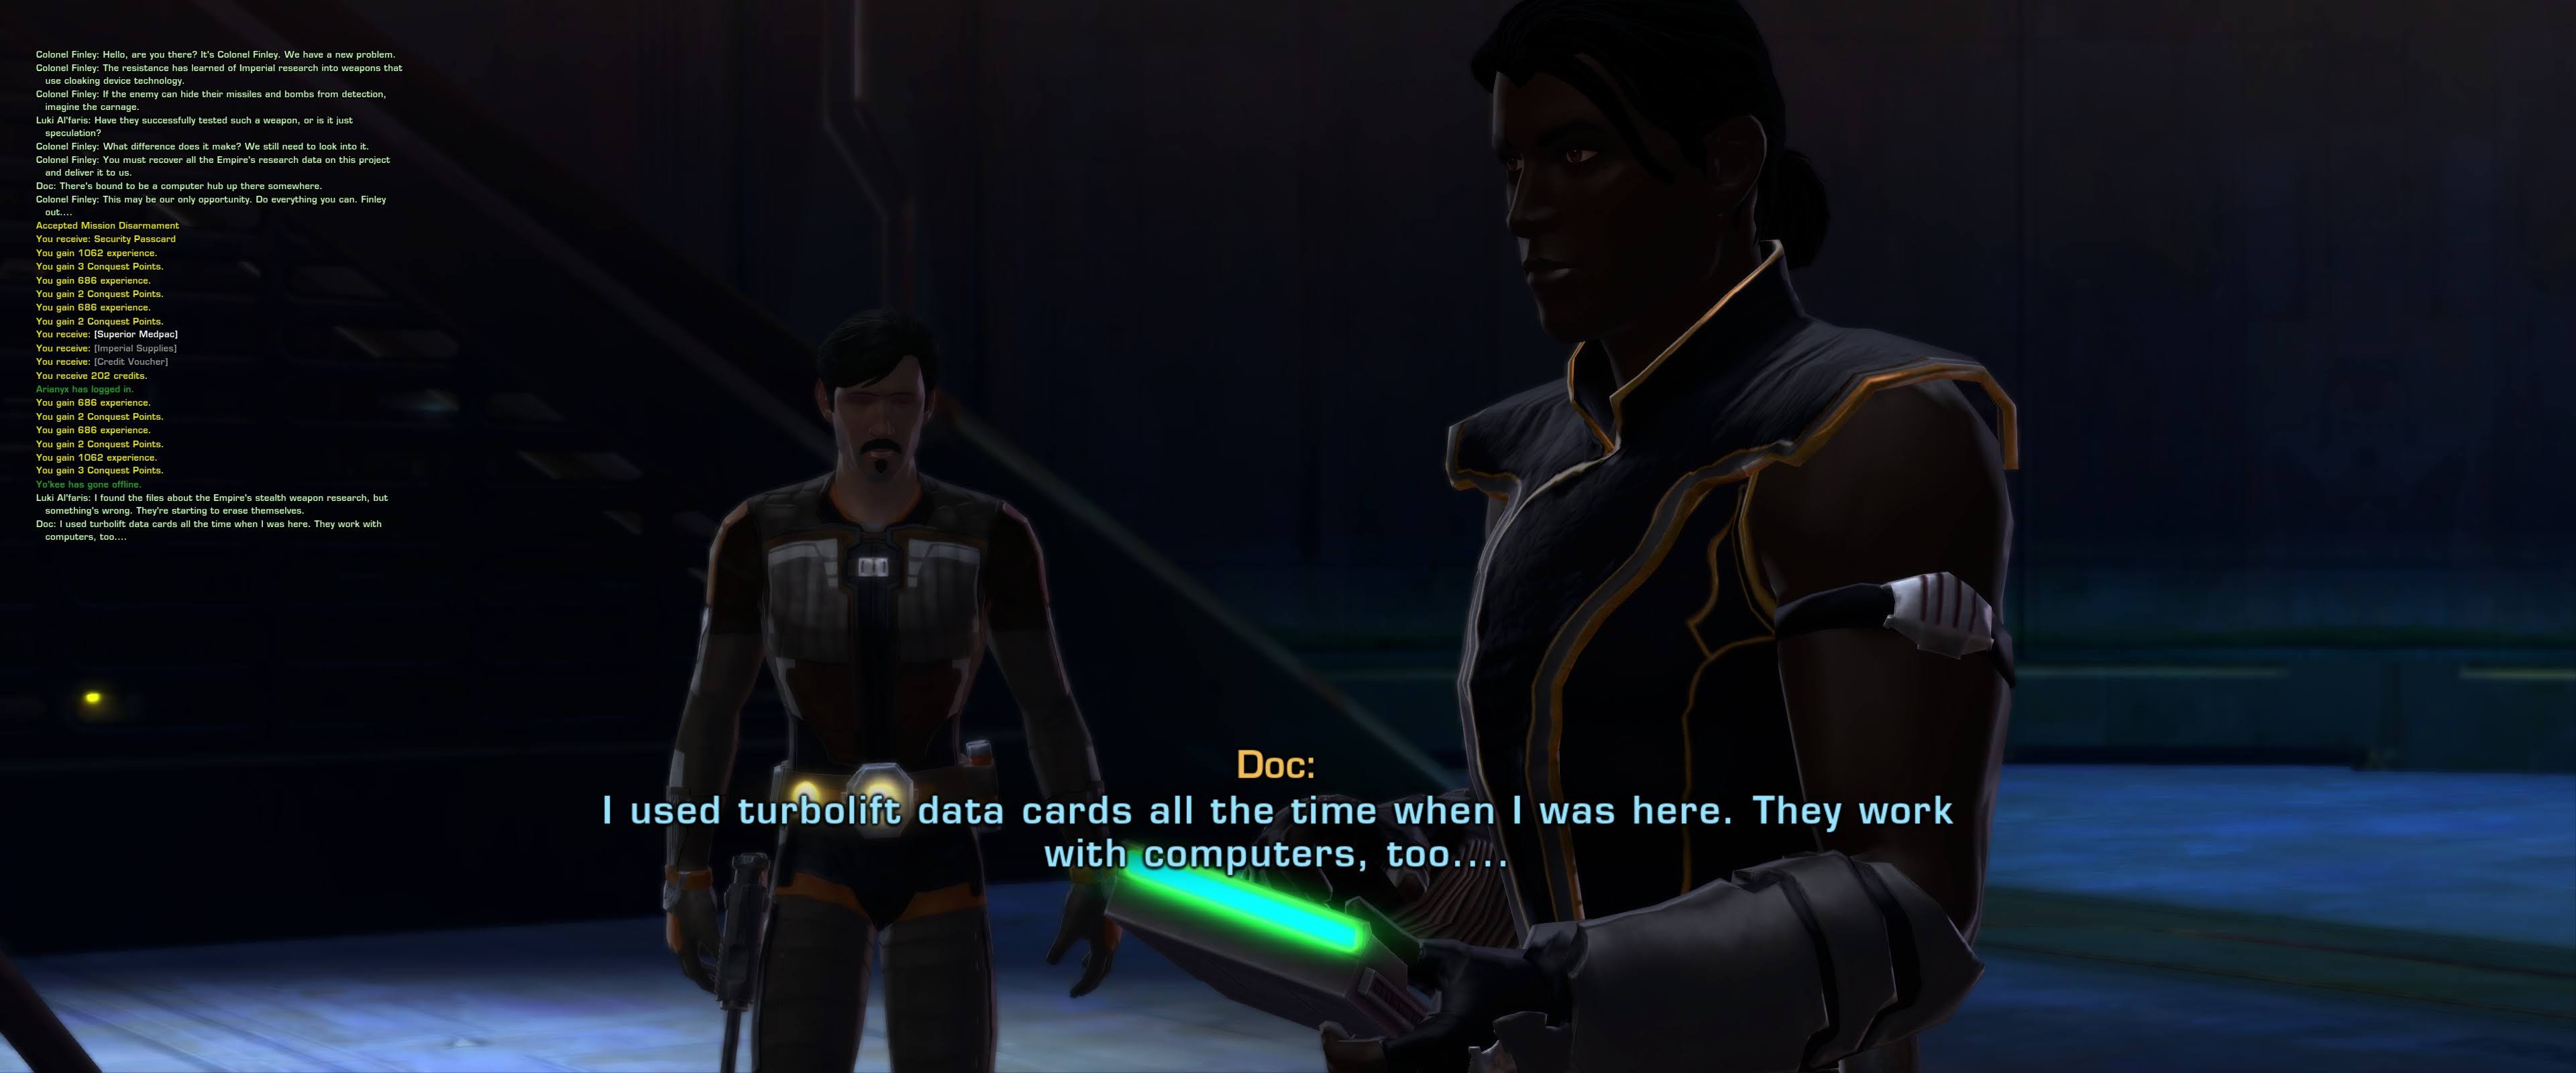 Colonel Finley: Hello, are you there? It's Colonel Finley. We have a new problem.
Colonel Finley: The resistance has learned of Imperial research into weapons that
use cloaking device technology.
Colonel Finley: If the enemy can hide their missiles and bombs from detection,
imagine the carnage.
Luki Al'faris: Have they successfully tested such a weapon, or is it just
speculation?
Colonel Finley: What difference does it make? We still need to look into it.
Colonel Finley: You must recover all the Empire's research data on this project
and deliver it to us.
Doc: There's bound to be a computer hub up there somewhere.
Colonel Finley: This may be our only opportunity. Do everything you can. Finley
out....
Accepted Mission Disarmament
You receive: Security Passcard
You gain 1062 experience.
You gain 3 Conquest Points.
You gain 686 experience.
You gain 2 Conquest Points.
You gain 686 experience.
You gain 2 Conquest Points.
You receive: [Superior Medpac]
You receive: [Imperial Supplies]
You receive: [Credit Voucher]
You receive 202 credits.
Arianyx has logged in.
You gain 686 experience.
You gain 2 Conquest Points.
You gain 686 experience.
You gain 2 Conquest Points.
You gain 1062 experience.
You gain 3 Conquest Points.
Yo'kee has gone offline.
Luki Al'faris: I found the files about the Empire's stealth weapon research, but
something's wrong. They're starting to erase themselves.
Doc: I used turbolift data cards all the time when I was here. They work with
computers, too....
Doc:
I used turbolift data cards all the time when I was here. They work
with computers, too....